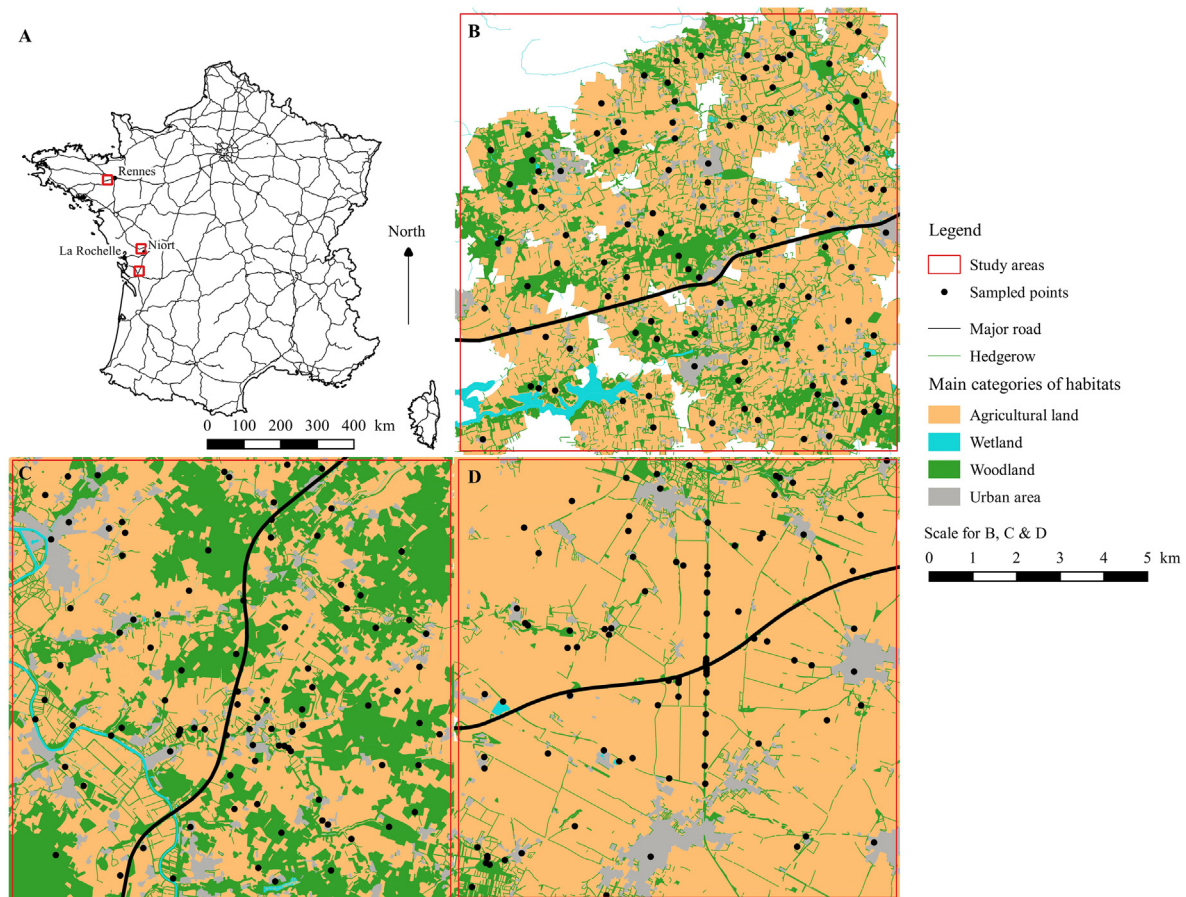 A
Rennes
La Rochelle
Niort
North
0 100 200 300 400 km
B
C
D
Legend
Study areas
Sampled points
Major road
Hedgerow
Main categories of habitats
Agricultural land
Wetland
Woodland
Urban area
Scale for B, C & D
0 1 2 3 4 5 km